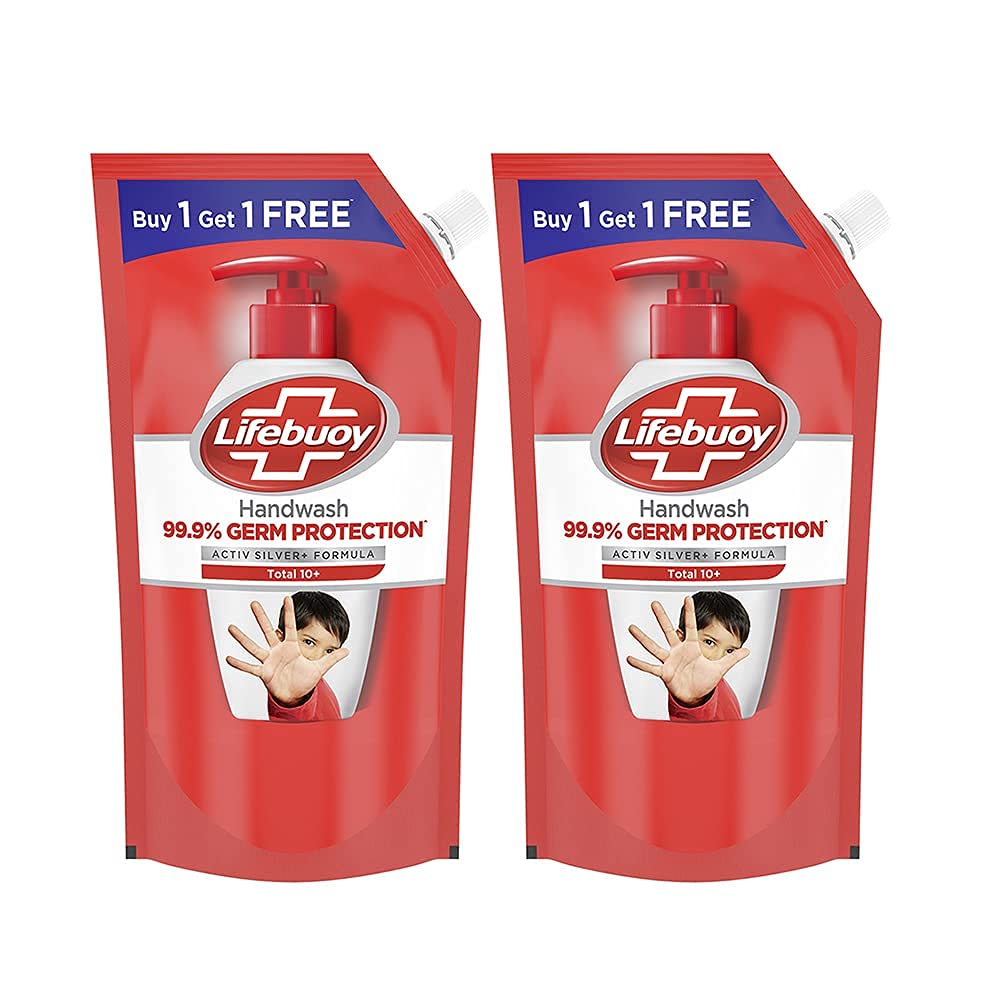 Buy 1 Get 1 FREE*
Lifebuoy
Handwash
99.9% GERM PROTECTION*
ACTIV SILVER+ FORMULA
Total 10+
Buy 1 Get 1 FREE*
Lifebuoy
Handwash
99.9% GERM PROTECTION*
ACTIV SILVER+ FORMULA
Total 10+